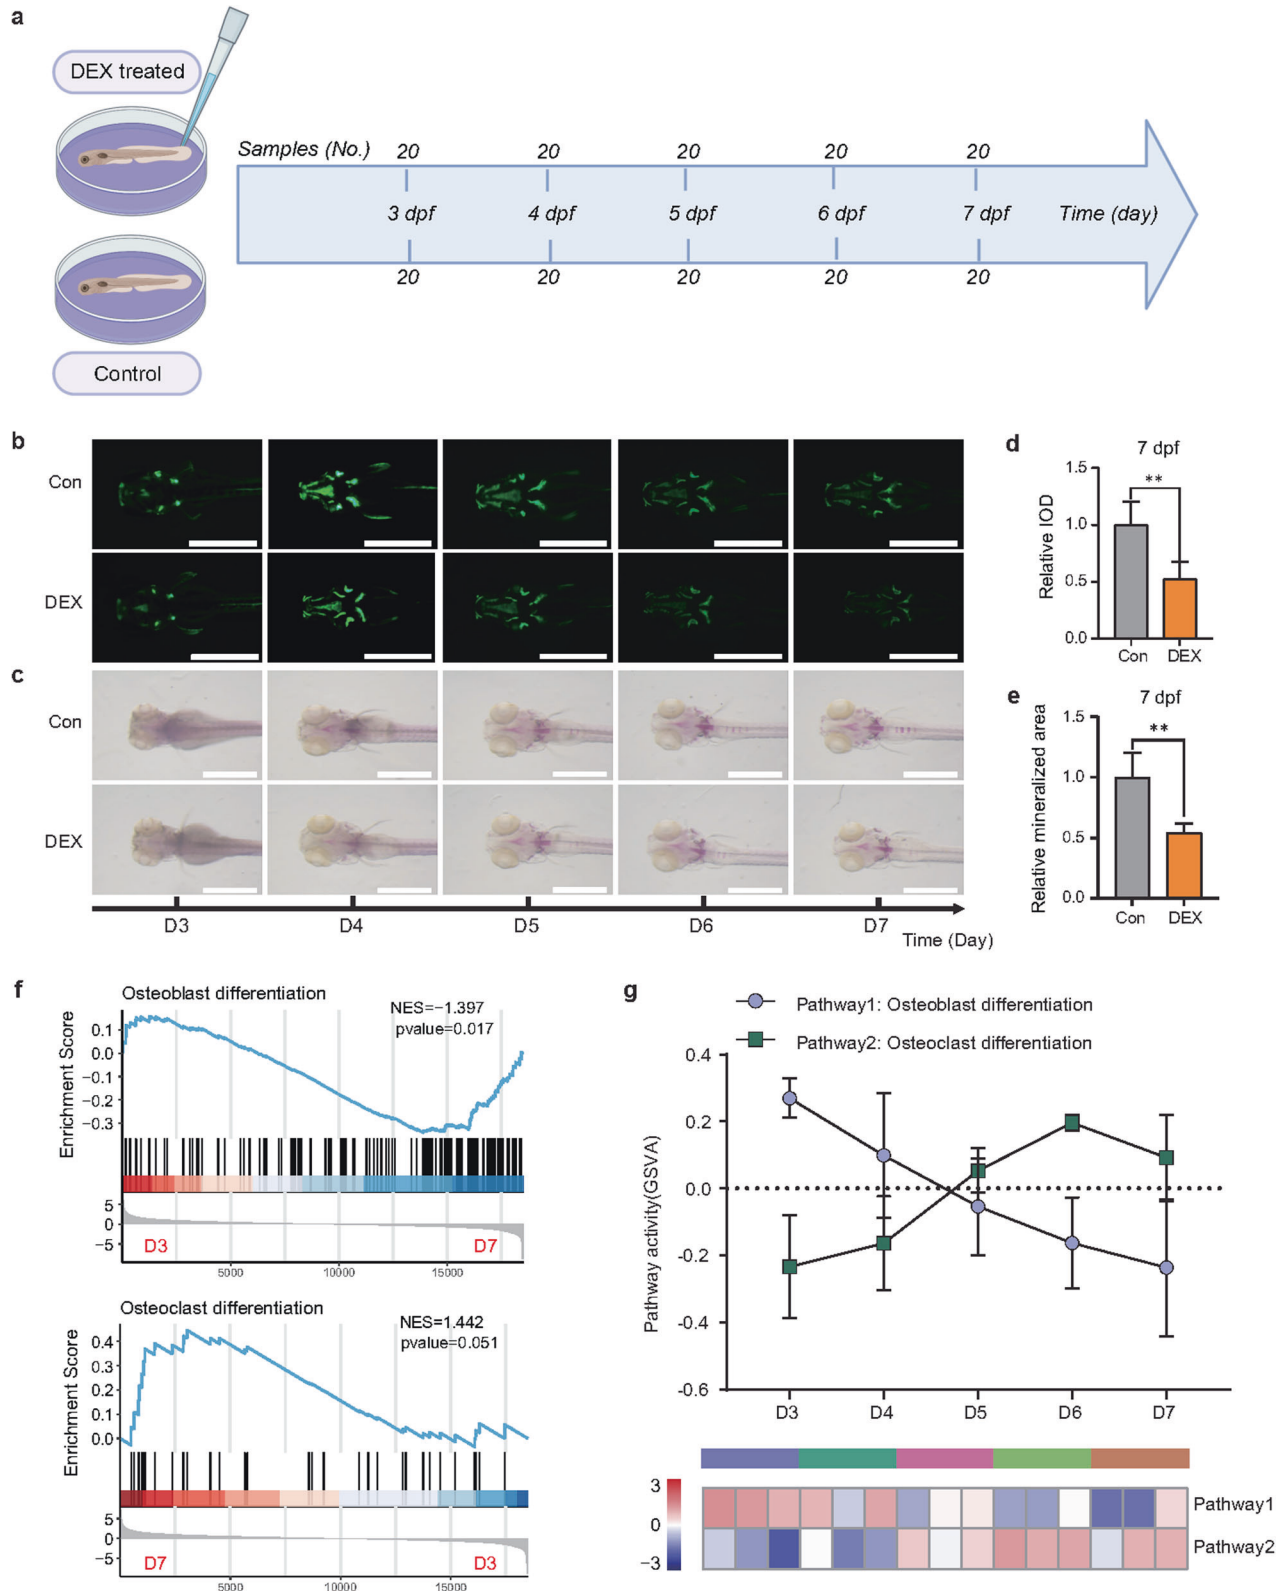 a
DEX treated
Samples (No.) 20 20 20 20 20
3 dpf 4 dpf 5 dpf 6 dpf 7 dpf Time (day)
20 20 20 20 20
Control
b
Con
DEX
c
Con
DEX
D3 D4 D5 D6 D7
Time (Day)
d
7 dpf
**
Relative IOD
1.5
1.0
0.5
0.0
Con DEX
e
7 dpf
**
Relative mineralized area
1.5
1.0
0.5
0.0
Con DEX
f
Osteoblast differentiation
NES=−1.397
pvalue=0.017
Enrichment Score
0.1
0.0
−0.1
−0.2
−0.3
5
0
−5
D3 D7
5000 10000 15000
Osteoclast differentiation
NES=1.442
pvalue=0.051
Enrichment Score
0.4
0.3
0.2
0.1
0.0
5
0
−5
D7 D3
5000 10000 15000
g
Pathway1: Osteoblast differentiation
Pathway2: Osteoclast differentiation
Pathway activity(GSVA)
0.4
0.2
0.0
-0.2
-0.4
-0.6
D3 D4 D5 D6 D7
3
0
−3
Pathway1
Pathway2